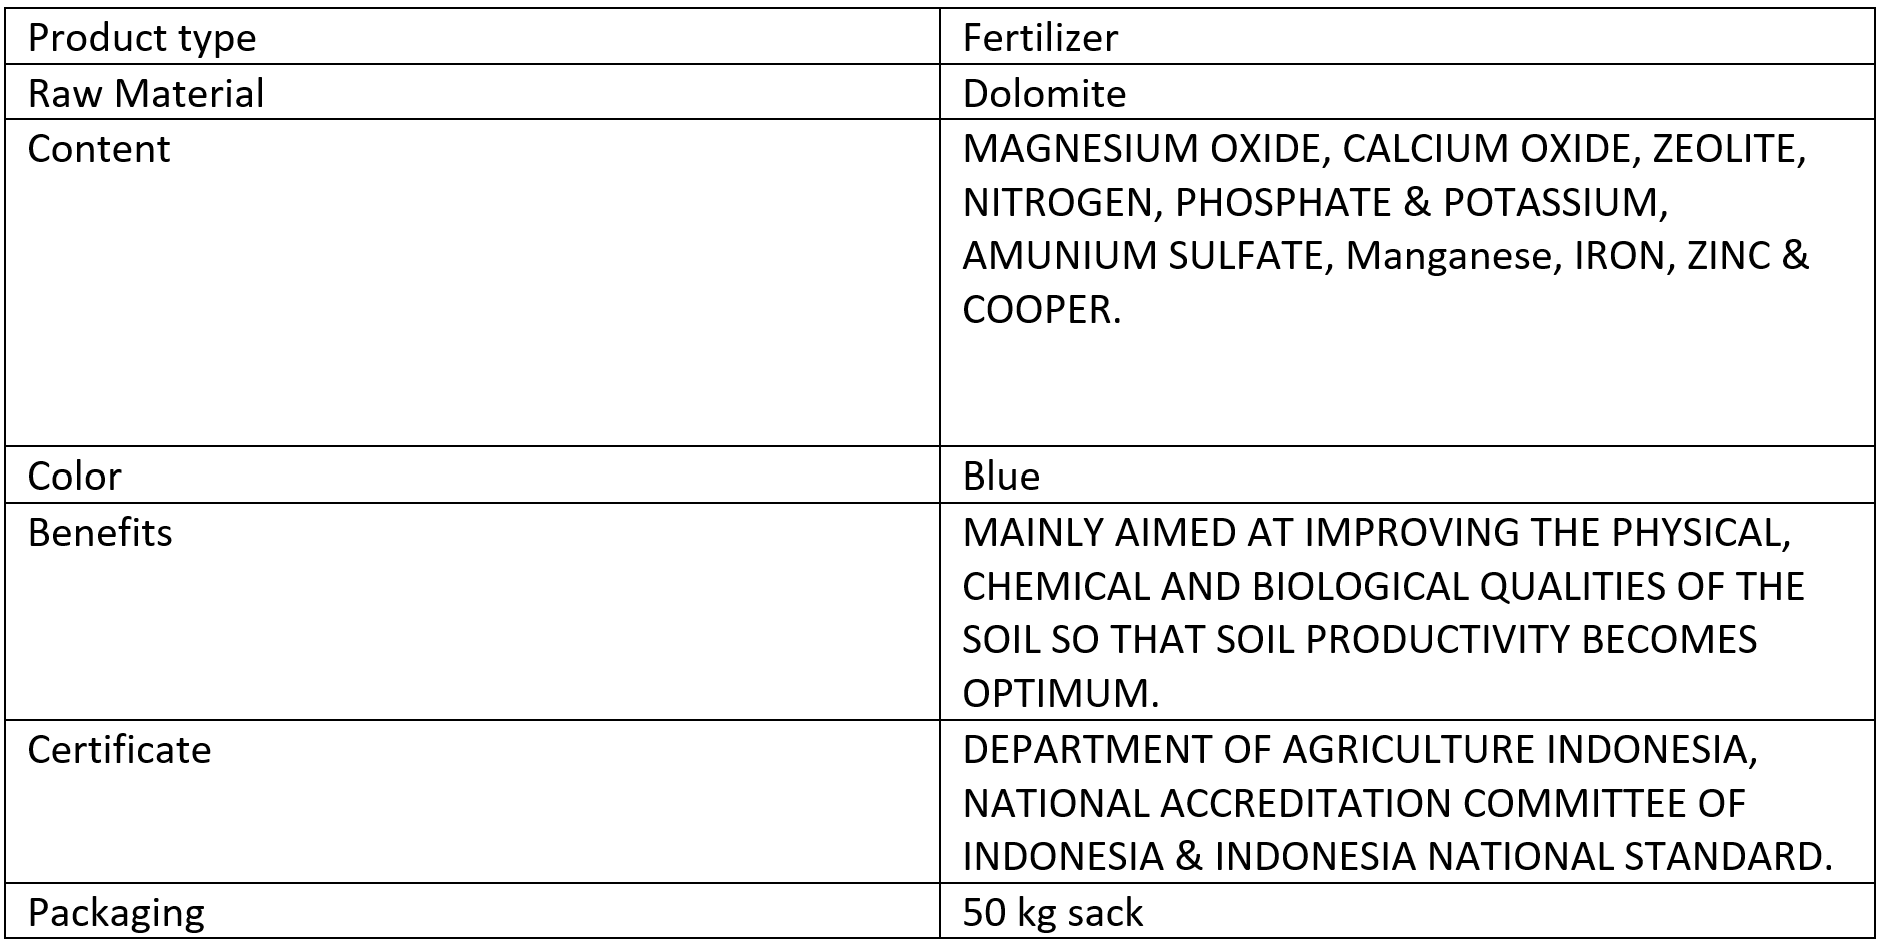 Product type
Fertilizer
Raw Material
Dolomite
Content
MAGNESIUM OXIDE, CALCIUM OXIDE, ZEOLITE,
NITROGEN, PHOSPHATE & POTASSIUM,
AMUNIUM SULFATE, Manganese, IRON, ZINC &
COOPER.
Color
Blue
Benefits
MAINLY AIMED AT IMPROVING THE PHYSICAL,
CHEMICAL AND BIOLOGICAL QUALITIES OF THE
SOIL SO THAT SOIL PRODUCTIVITY BECOMES
OPTIMUM.
Certificate
DEPARTMENT OF AGRICULTURE INDONESIA,
NATIONAL ACCREDITATION COMMITTEE OF
INDONESIA & INDONESIA NATIONAL STANDARD.
Packaging
50 kg sack